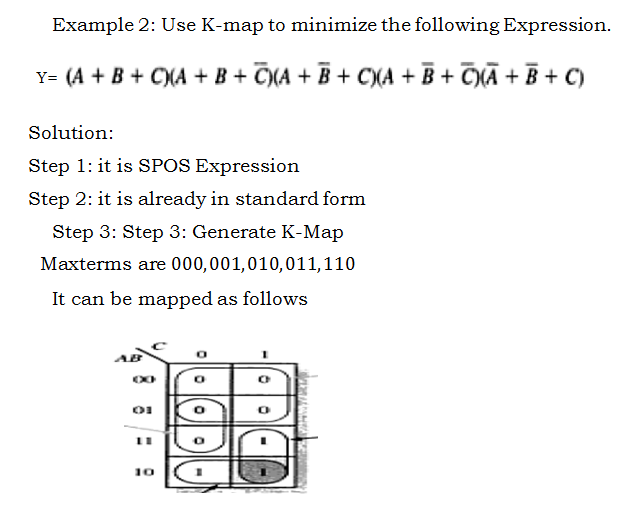 Example 2: Use K-map to minimize the following Expression.
Y= (A + B + C)(A + B + C̅)(A + B̅ + C)(A + B̅ + C̅)(A̅ + B̅ + C)
Solution:
Step 1: it is SPOS Expression
Step 2: it is already in standard form
Step 3: Step 3: Generate K-Map
Maxterms are 000,001,010,011,110
It can be mapped as follows
C
AB 0 1
00 0 0
01 0 0
11 0 1
10 1 1